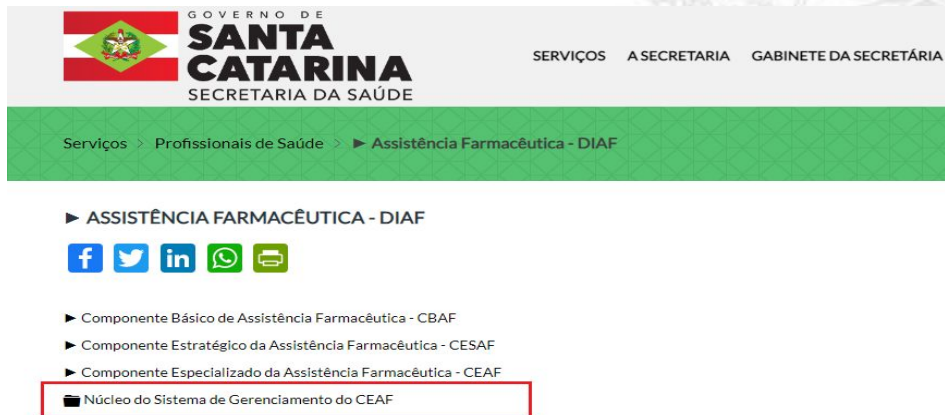 GOVERNO DE
SANTA
CATARINA
SECRETARIA DA SAÚDE
SERVIÇOS A SECRETARIA GABINETE DA SECRETÁRIA
Serviços > Profissionais de Saúde > ► Assistência Farmacêutica - DIAF
► ASSISTÊNCIA FARMACÊUTICA - DIAF
► Componente Básico de Assistência Farmacêutica - CBAF
► Componente Estratégico da Assistência Farmacêutica - CESAF
► Componente Especializado da Assistência Farmacêutica - CEAF
Núcleo do Sistema de Gerenciamento do CEAF